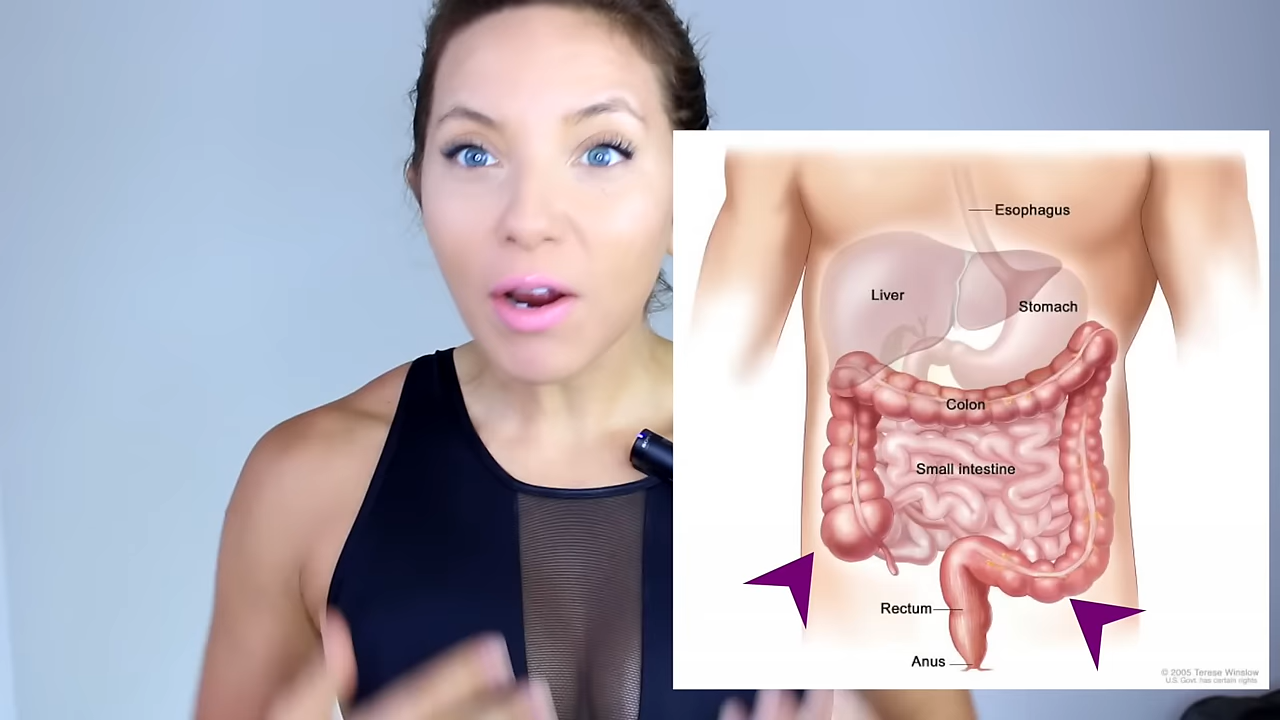 Esophagus
Liver
Stomach
Colon
Small intestine
Rectum
Anus
© 2005 Terese Winslow
U.S. Govt. has certain rights